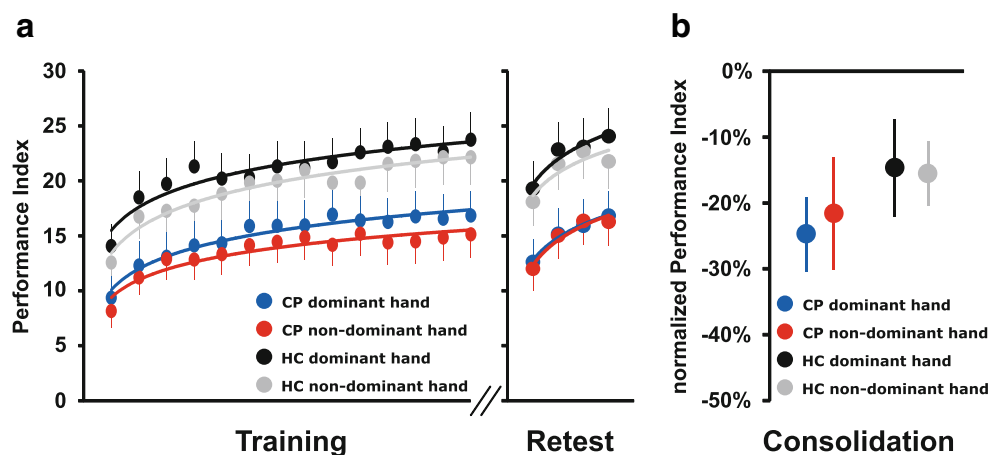 a
Performance Index
30
25
20
15
10
5
0
CP dominant hand
CP non-dominant hand
HC dominant hand
HC non-dominant hand
Training
Retest
b
normalized Performance Index
0%
-10%
-20%
-30%
-40%
-50%
CP dominant hand
CP non-dominant hand
HC dominant hand
HC non-dominant hand
Consolidation